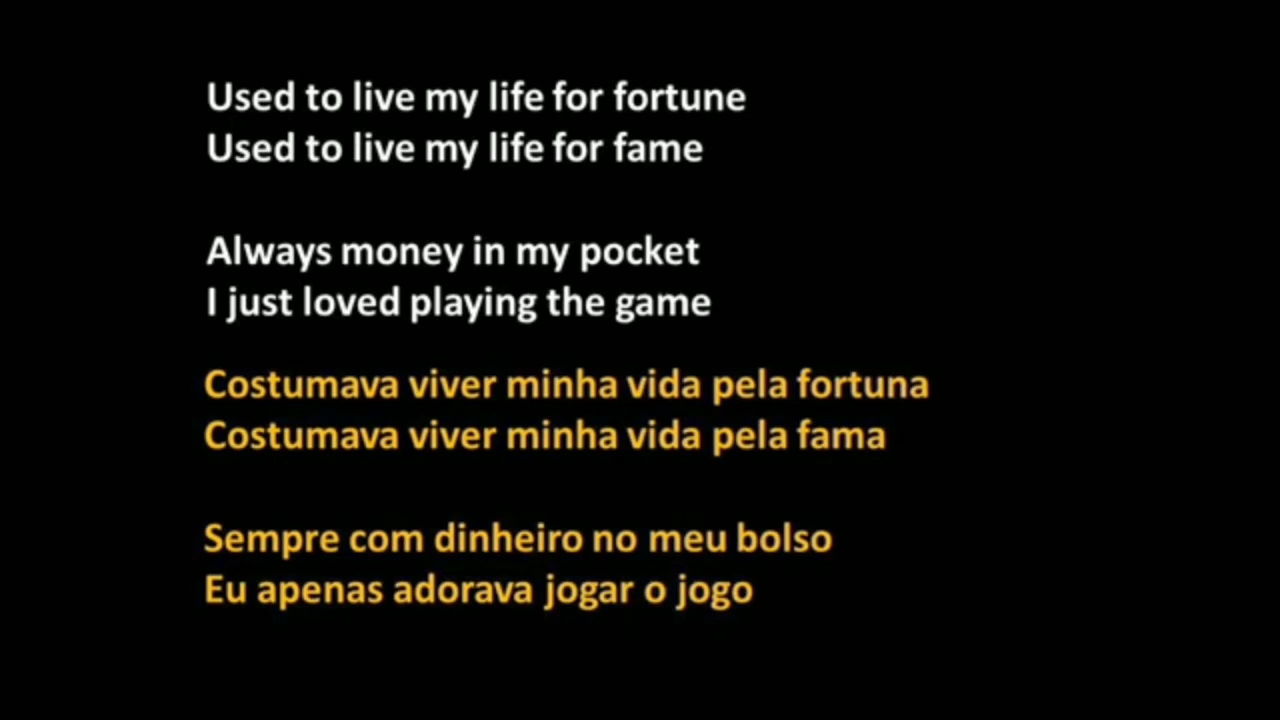 Used to live my life for fortune
Used to live my life for fame
Always money in my pocket
I just loved playing the game
Costumava viver minha vida pela fortuna
Costumava viver minha vida pela fama
Sempre com dinheiro no meu bolso
Eu apenas adorava jogar o jogo